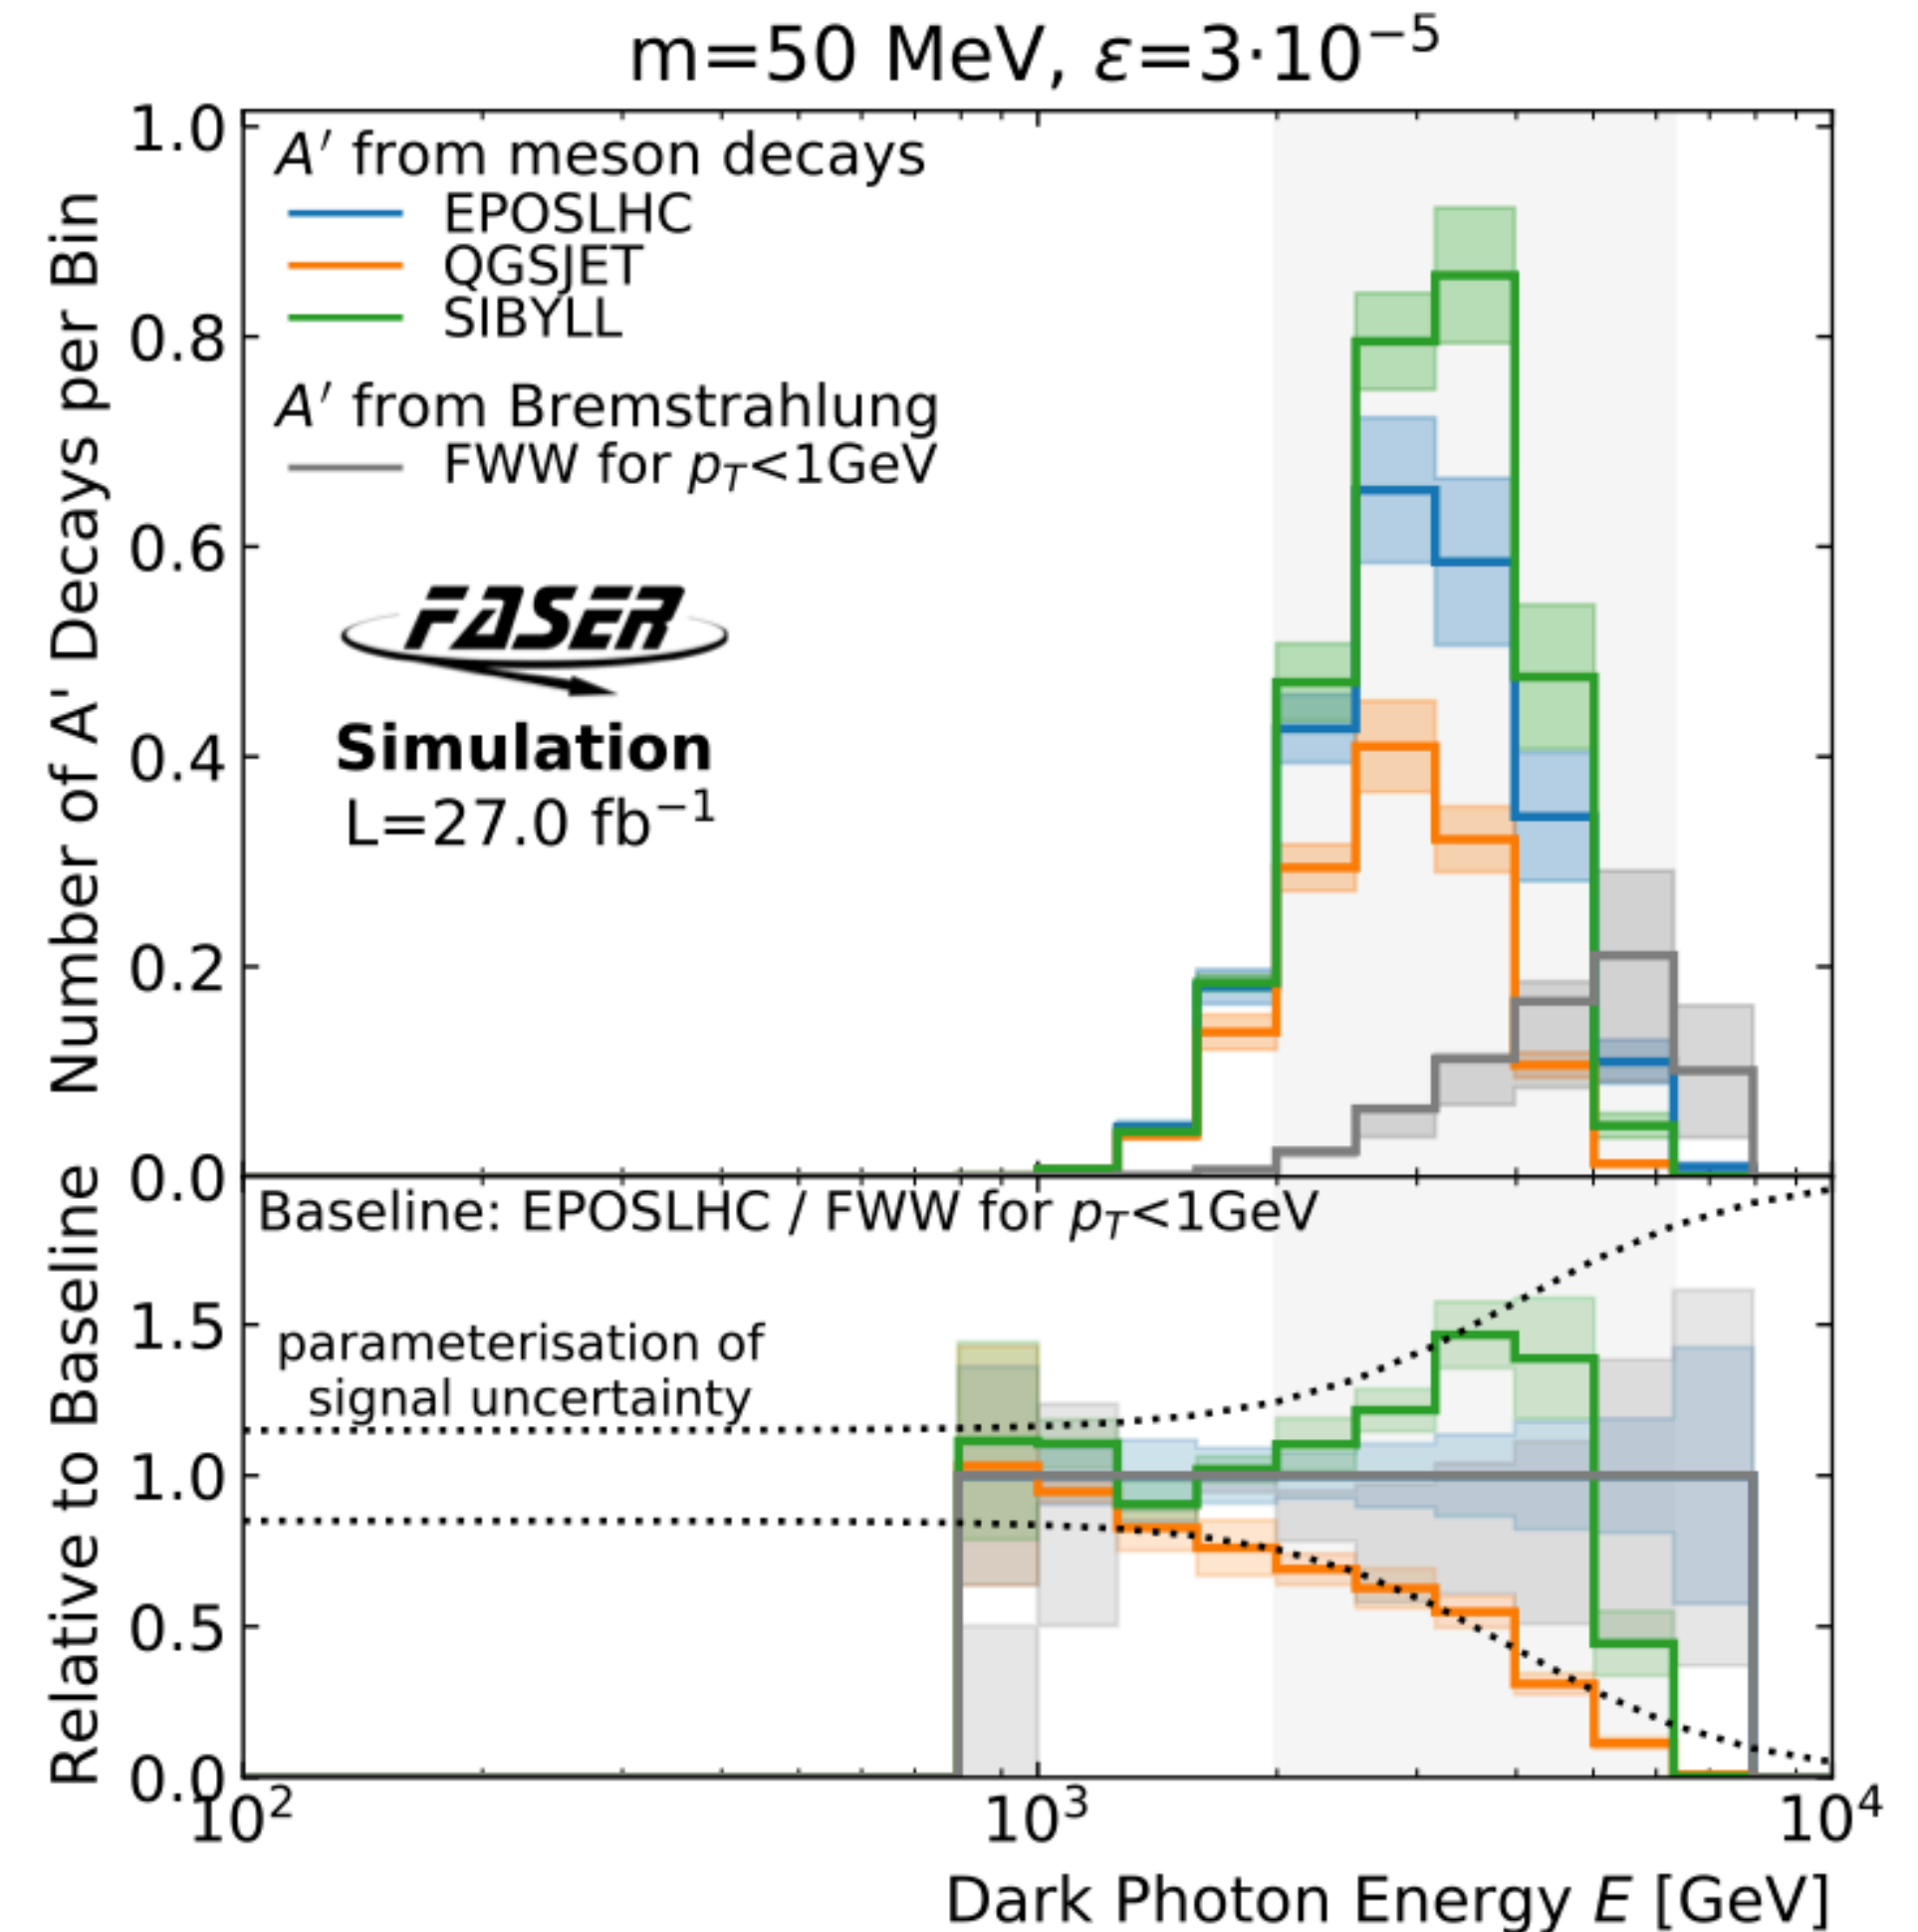 m=50 MeV, ε=3·10⁻⁵
1.0
0.8
0.6
0.4
0.2
0.0
Number of A' Decays per Bin
A′ from meson decays
EPOSLHC
QGSJET
SIBYLL
A′ from Bremstrahlung
FWW for p_T<1GeV
FASER
Simulation
L=27.0 fb⁻¹
Baseline: EPOSLHC / FWW for p_T<1GeV
parameterisation of
signal uncertainty
1.5
1.0
0.5
0.0
Relative to Baseline
10² 10³ 10⁴
Dark Photon Energy E [GeV]